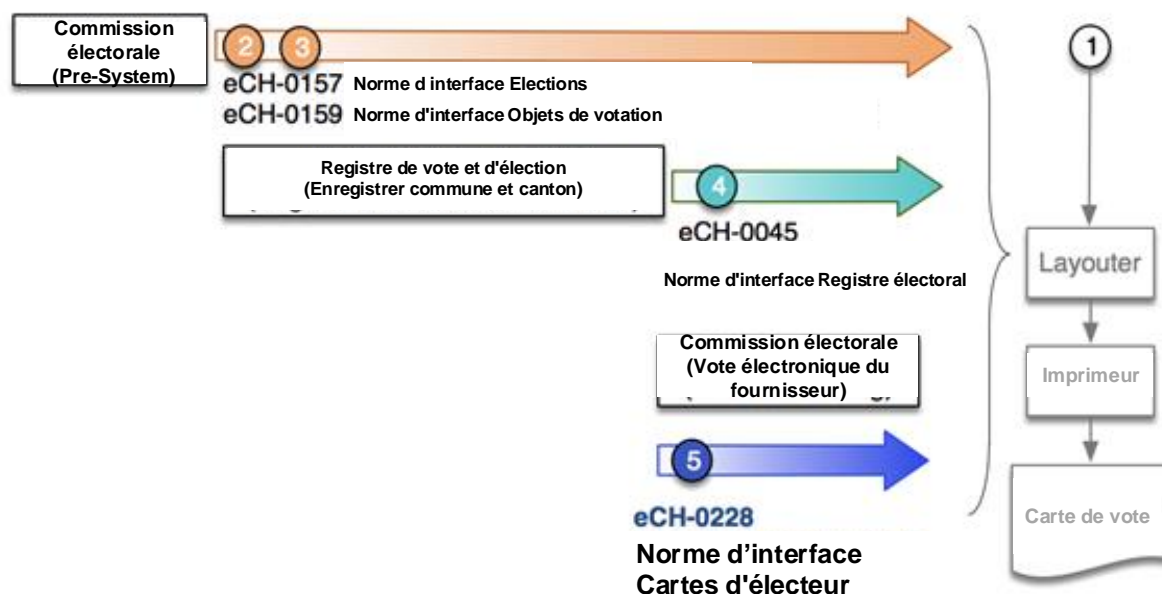 Commission
électorale
(Pre-System)
2 3
1
eCH-0157 Norme d interface Elections
eCH-0159 Norme d'interface Objets de votation
Registre de vote et d'élection
(Enregistrer commune et canton)
4
eCH-0045
Norme d'interface Registre électoral
Layouter
Commission électorale
(Vote électronique du
fournisseur)
Imprimeur
5
eCH-0228
Norme d’interface
Cartes d'électeur
Carte de vote